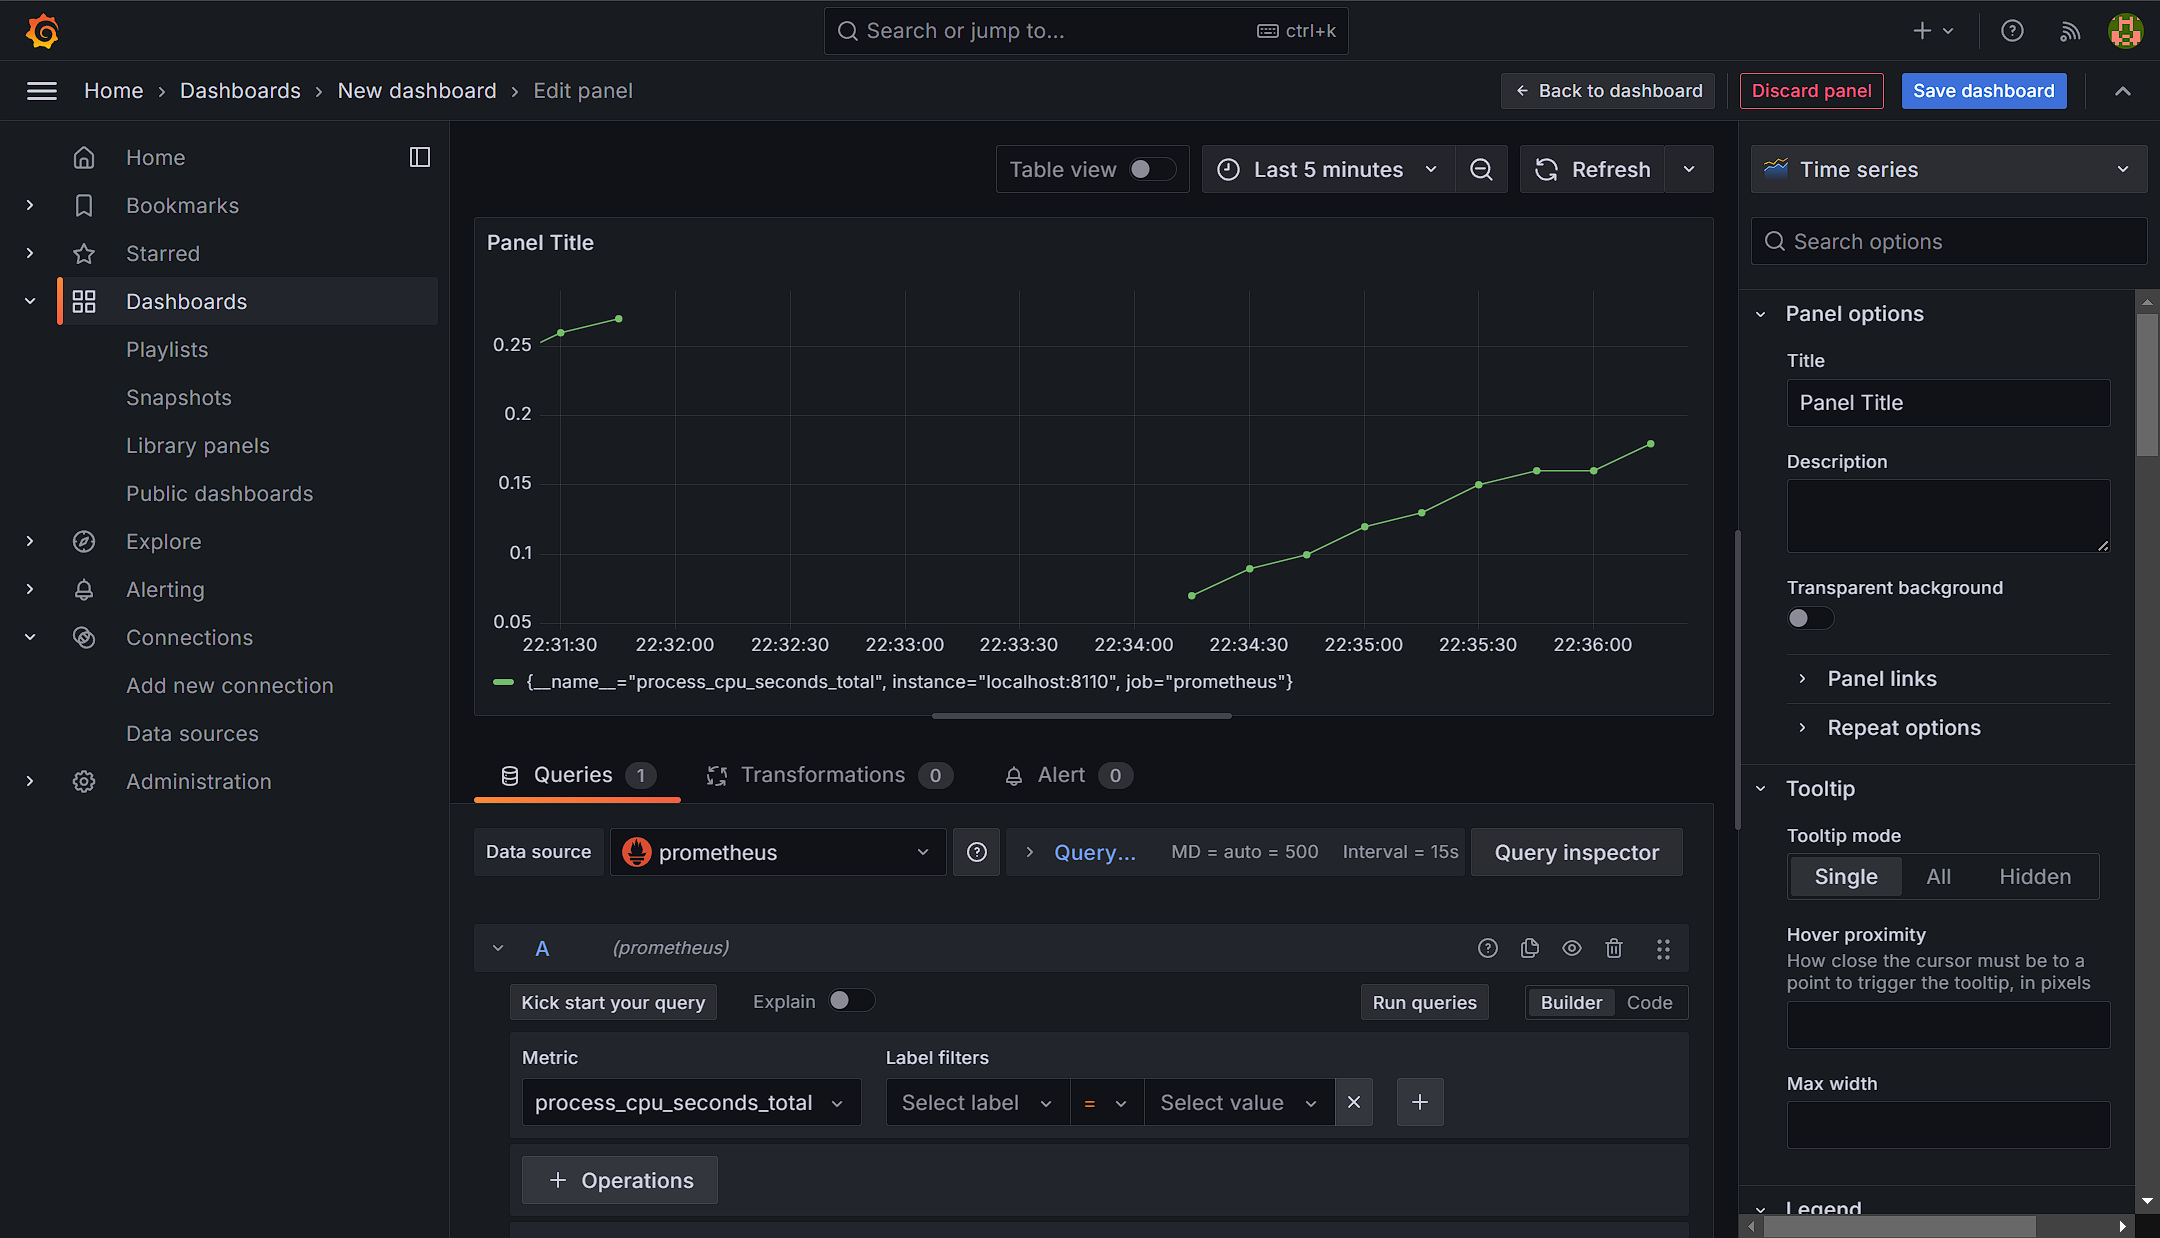 Search or jump to...
ctrl+k
Home
Dashboards
New dashboard
Edit panel
Back to dashboard
Discard panel
Save dashboard
Home
Bookmarks
Starred
Dashboards
Playlists
Snapshots
Library panels
Public dashboards
Explore
Alerting
Connections
Add new connection
Data sources
Administration
Table view
Last 5 minutes
Refresh
Panel Title
0.25
0.2
0.15
0.1
0.05
22:31:30 22:32:00 22:32:30 22:33:00 22:33:30 22:34:00 22:34:30 22:35:00 22:35:30 22:36:00
{__name__="process_cpu_seconds_total", instance="localhost:8110", job="prometheus"}
Queries 1
Transformations 0
Alert 0
Data source
prometheus
Query...
MD = auto = 500
Interval = 15s
Query inspector
A
(prometheus)
Kick start your query
Explain
Run queries
Builder
Code
Metric
Label filters
process_cpu_seconds_total
Select label
=
Select value
Operations
Time series
Search options
Panel options
Title
Panel Title
Description
Transparent background
Panel links
Repeat options
Tooltip
Tooltip mode
Single
All
Hidden
Hover proximity
How close the cursor must be to a
point to trigger the tooltip, in pixels
Max width
Legend